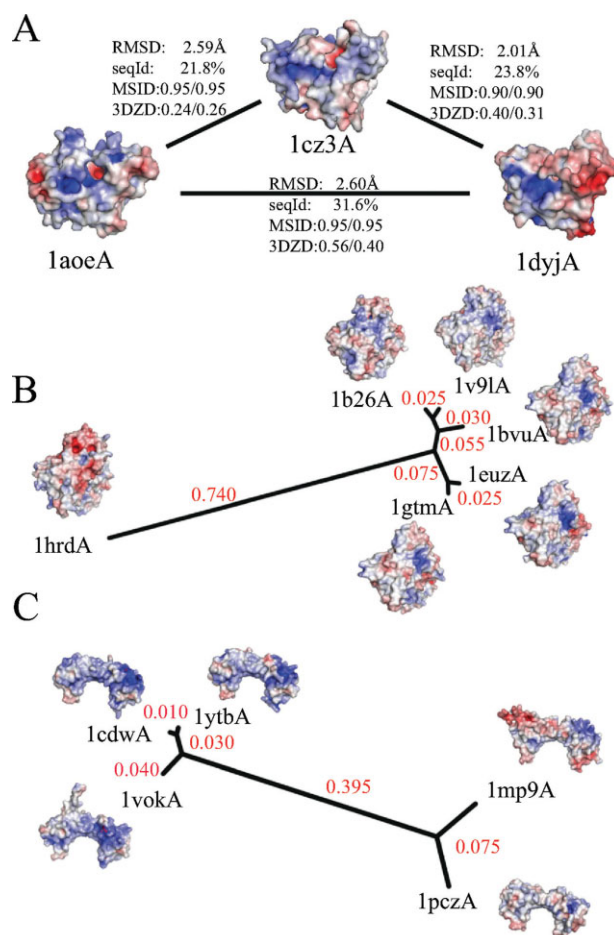 A
RMSD: 2.59Å
seqId: 21.8%
MSID:0.95/0.95
3DZD:0.24/0.26
RMSD: 2.01Å
seqId: 23.8%
MSID:0.90/0.90
3DZD:0.40/0.31
1cz3A
RMSD: 2.60Å
seqId: 31.6%
MSID:0.95/0.95
3DZD:0.56/0.40
1aoeA
1dyjA
B
1b26A
1v9lA
0.025
0.030
1bvuA
0.055
0.075
1euzA
0.740
0.025
1gtmA
1hrdA
C
0.010
1ytbA
1cdwA
0.030
0.040
1vokA
0.395
1mp9A
0.075
1pczA